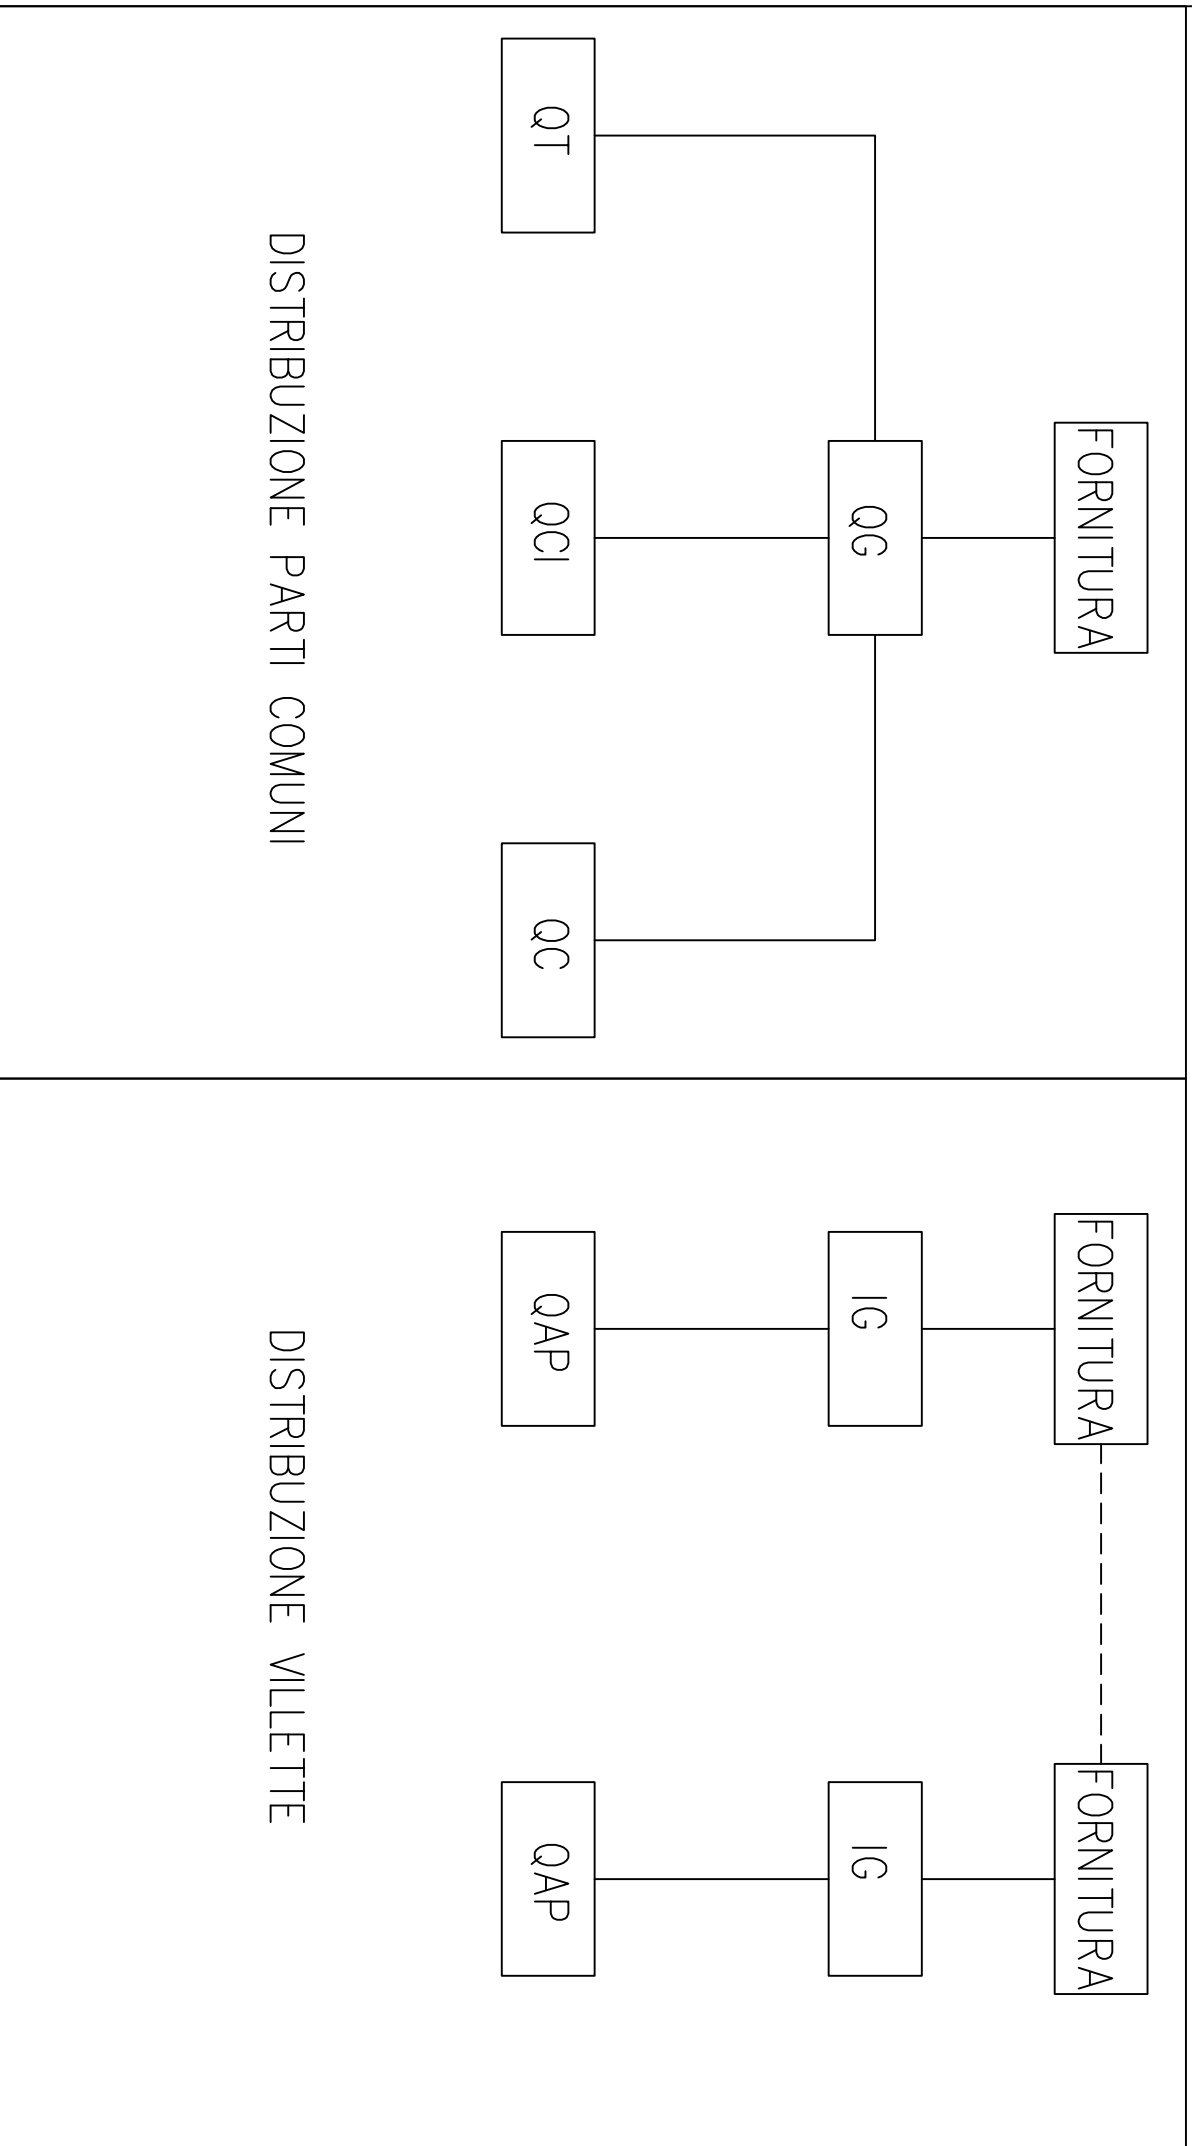 FORNITURA
QG
QT
QCI
QC
DISTRIBUZIONE PARTI COMUNI
FORNITURA
FORNITURA
IG
IG
QAP
QAP
DISTRIBUZIONE VILLETTE